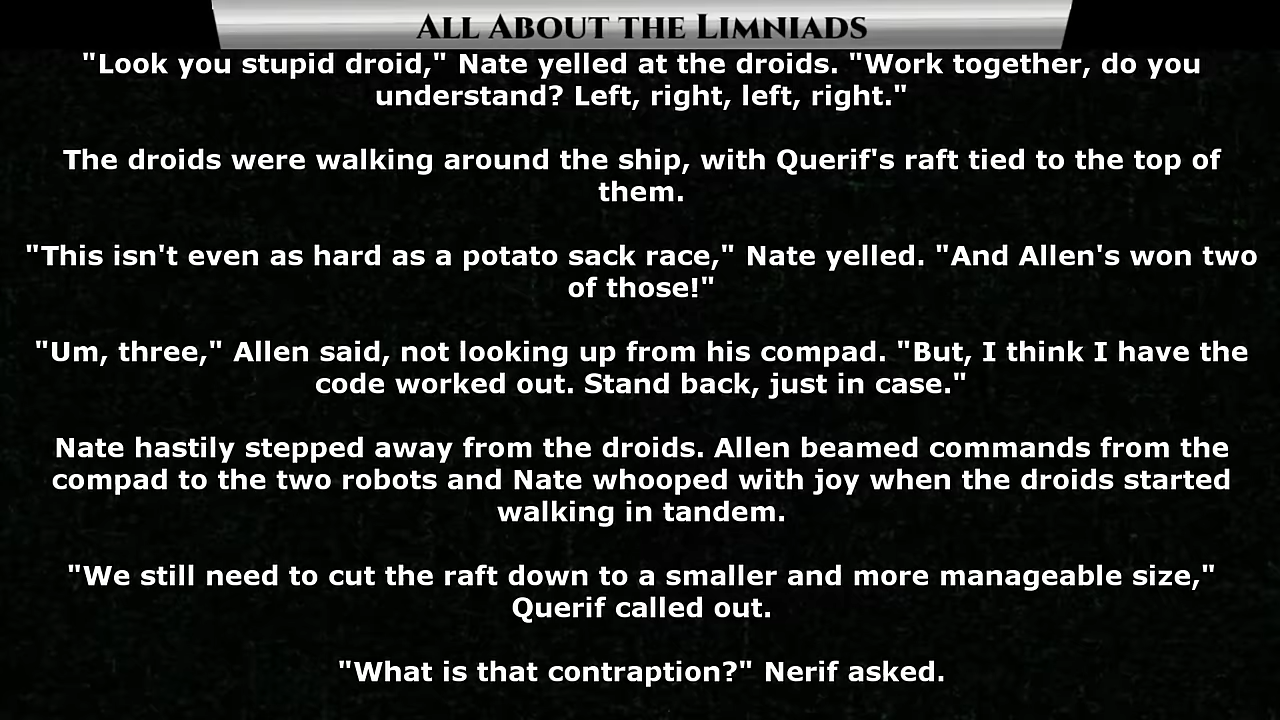 All About the Limniads
"Look you stupid droid," Nate yelled at the droids. "Work together, do you
understand? Left, right, left, right."
The droids were walking around the ship, with Querif's raft tied to the top of
them.
"This isn't even as hard as a potato sack race," Nate yelled. "And Allen's won two
of those!"
"Um, three," Allen said, not looking up from his compad. "But, I think I have the
code worked out. Stand back, just in case."
Nate hastily stepped away from the droids. Allen beamed commands from the
compad to the two robots and Nate whooped with joy when the droids started
walking in tandem.
"We still need to cut the raft down to a smaller and more manageable size,"
Querif called out.
"What is that contraption?" Nerif asked.